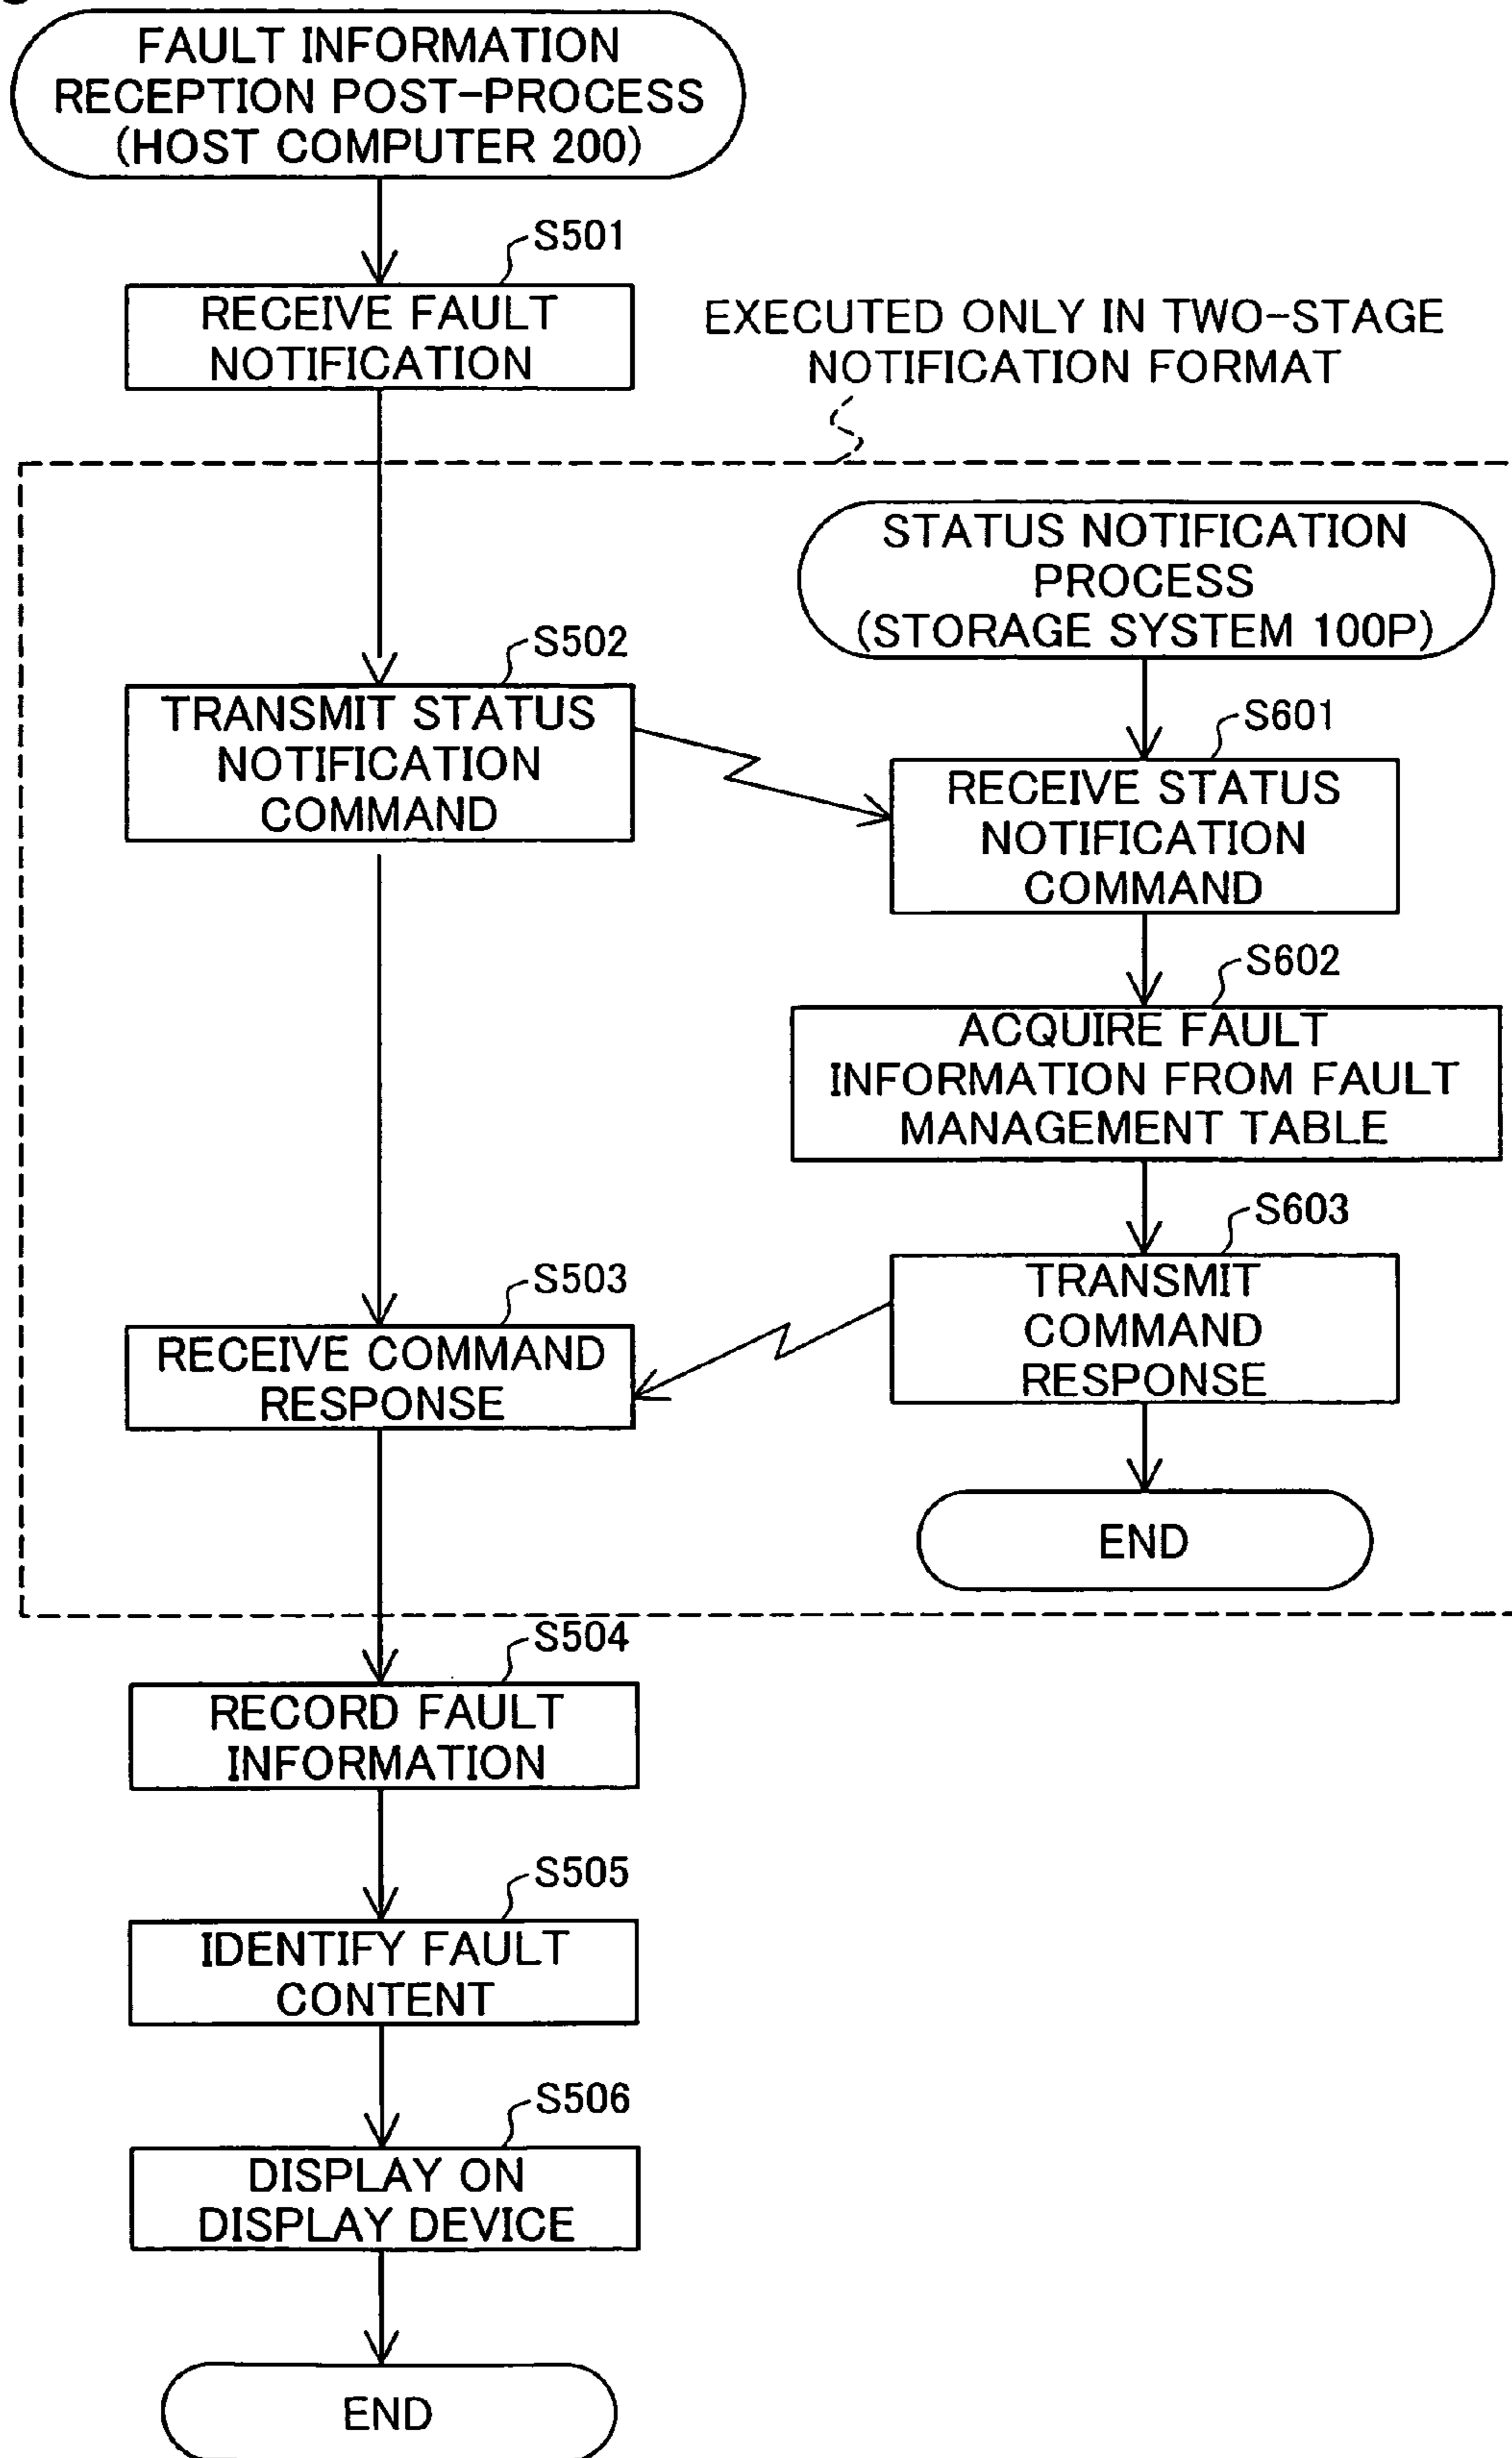 FAULT INFORMATION
RECEPTION POST-PROCESS
(HOST COMPUTER 200)
S501
RECEIVE FAULT
NOTIFICATION
EXECUTED ONLY IN TWO-STAGE
NOTIFICATION FORMAT
STATUS NOTIFICATION
PROCESS
(STORAGE SYSTEM 100P)
S502
TRANSMIT STATUS
NOTIFICATION
COMMAND
S601
RECEIVE STATUS
NOTIFICATION
COMMAND
S602
ACQUIRE FAULT
INFORMATION FROM FAULT
MANAGEMENT TABLE
S603
TRANSMIT
COMMAND
RESPONSE
S503
RECEIVE COMMAND
RESPONSE
END
S504
RECORD FAULT
INFORMATION
S505
IDENTIFY FAULT
CONTENT
S506
DISPLAY ON
DISPLAY DEVICE
END